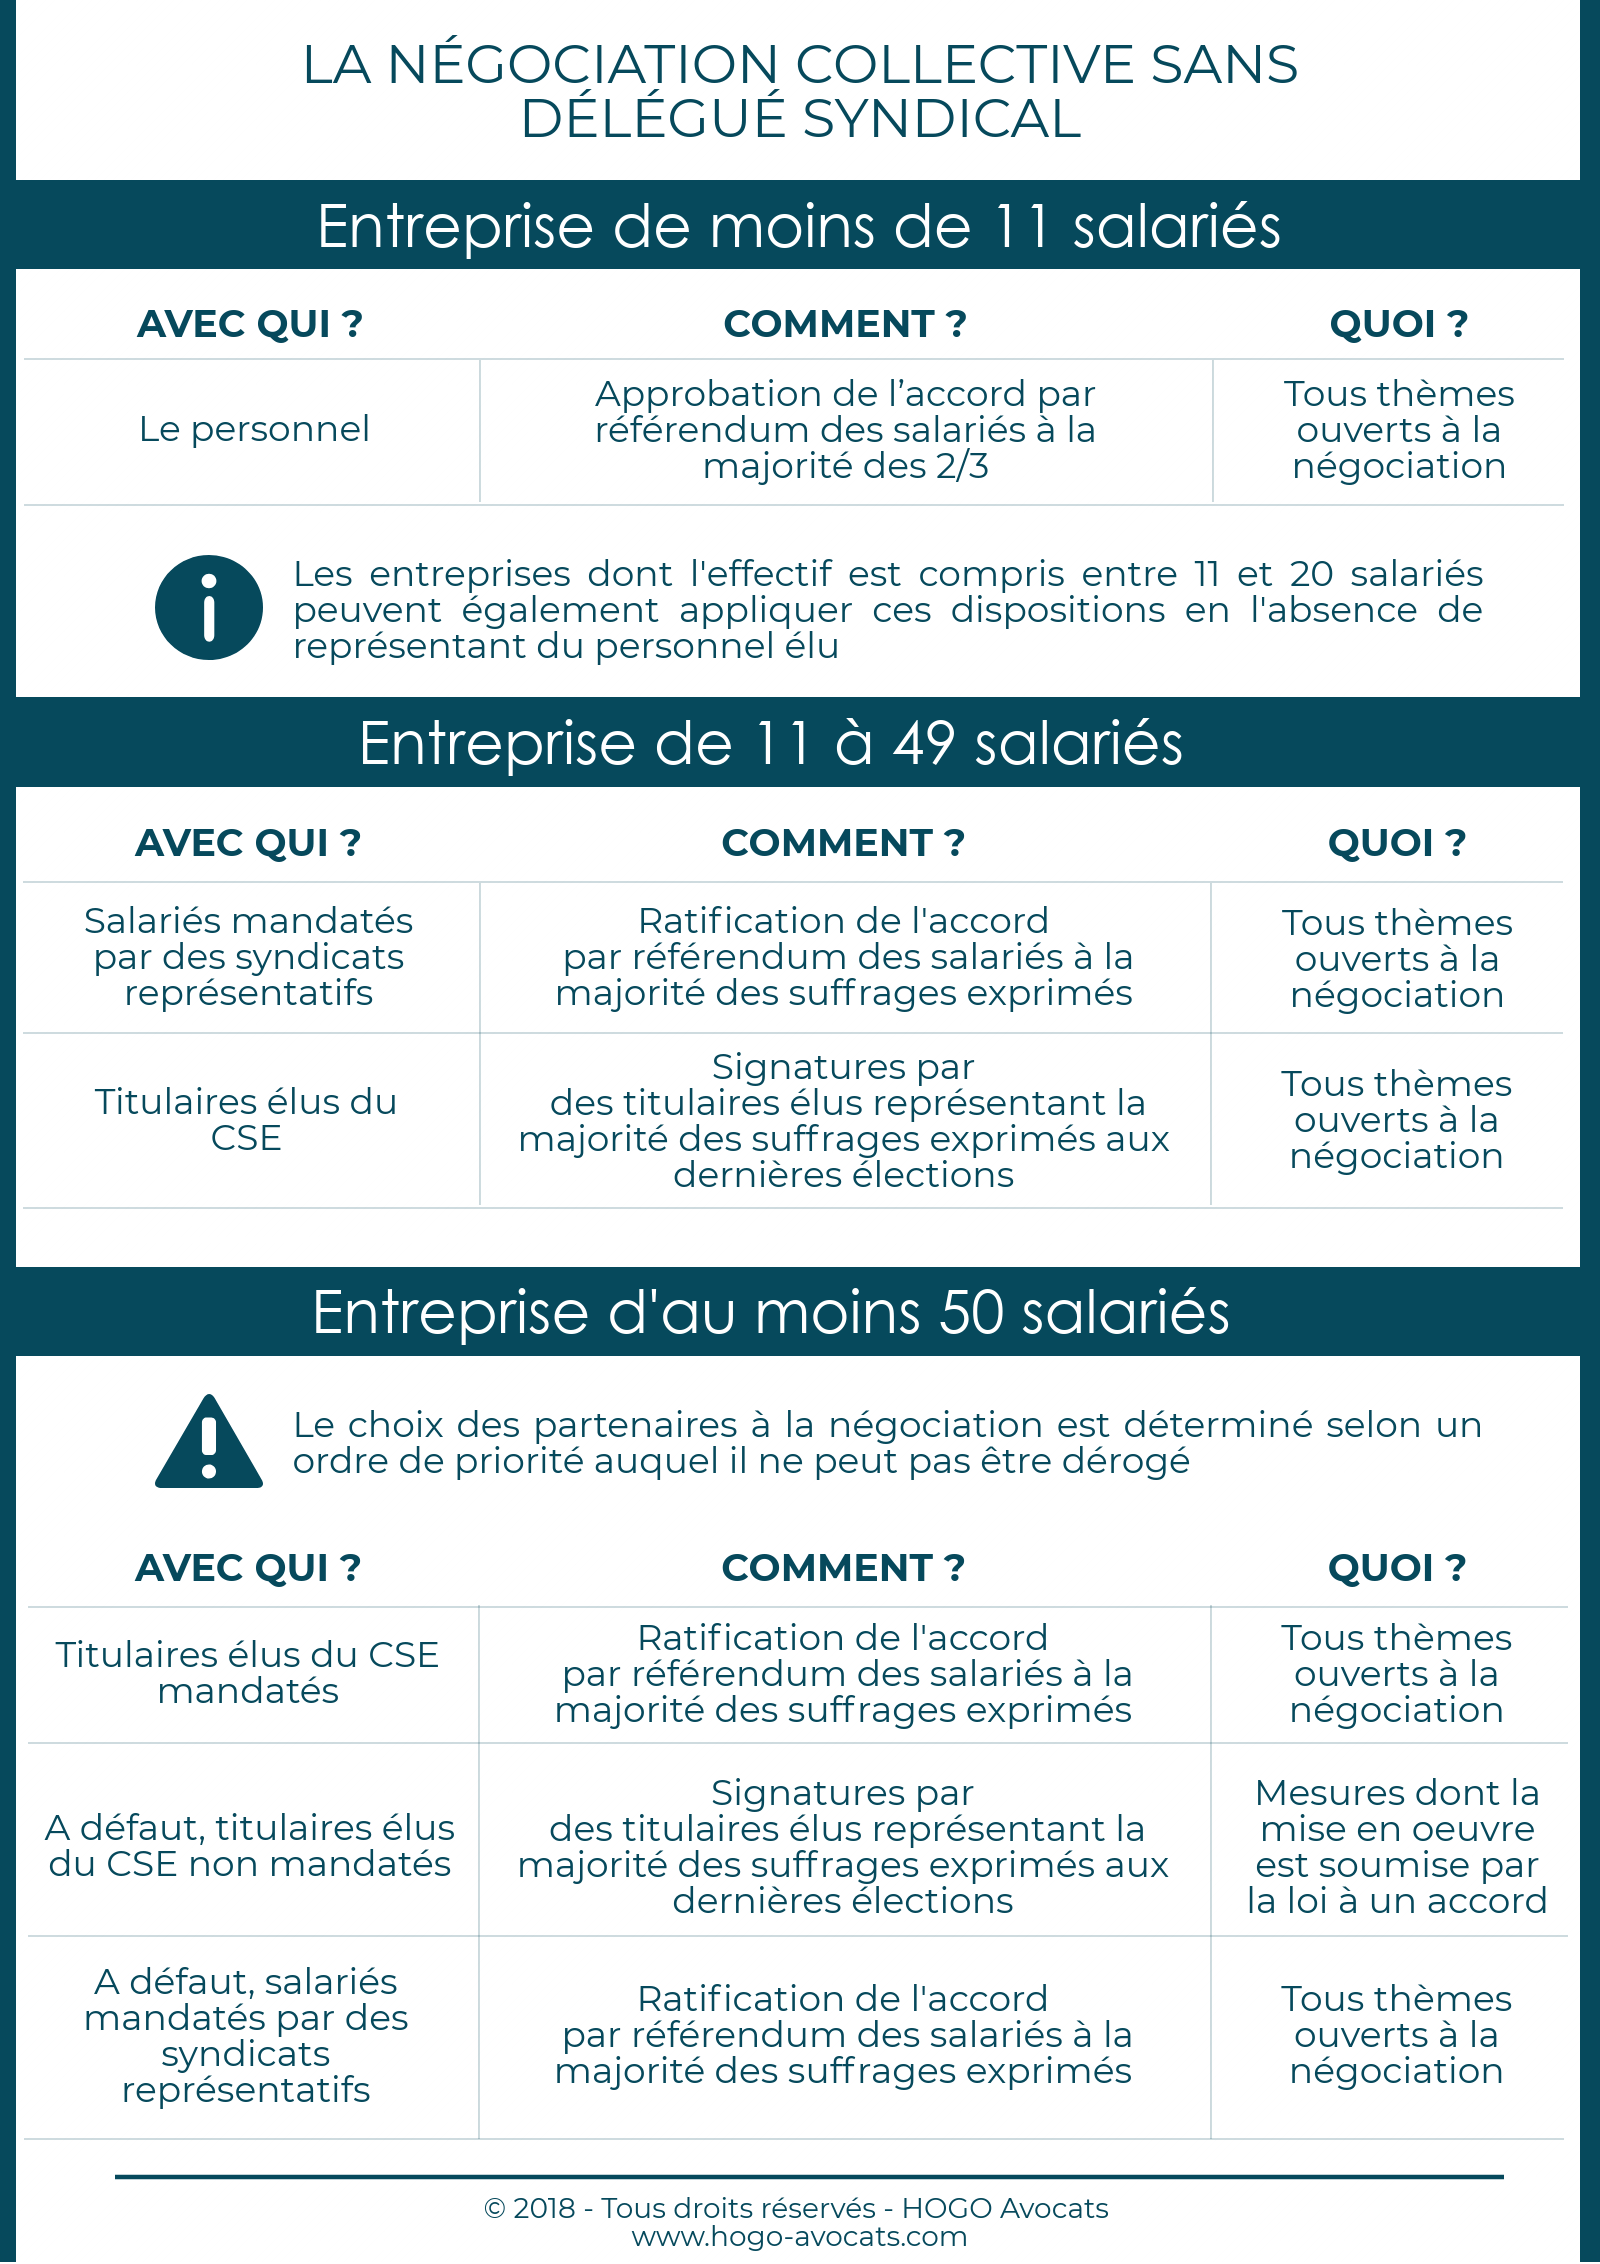 LA NÉGOCIATION COLLECTIVE SANS
DÉLÉGUÉ SYNDICAL
Entreprise de moins de 11 salariés
AVEC QUI ?
COMMENT ?
QUOI ?
Le personnel
Approbation de l’accord par
référendum des salariés à la
majorité des 2/3
Tous thèmes
ouverts à la
négociation
Les entreprises dont l'effectif est compris entre 11 et 20 salariés
peuvent également appliquer ces dispositions en l'absence de
représentant du personnel élu
Entreprise de 11 à 49 salariés
AVEC QUI ?
COMMENT ?
QUOI ?
Salariés mandatés
par des syndicats
représentatifs
Ratification de l'accord
par référendum des salariés à la
majorité des suffrages exprimés
Tous thèmes
ouverts à la
négociation
Titulaires élus du
CSE
Signatures par
des titulaires élus représentant la
majorité des suffrages exprimés aux
dernières élections
Tous thèmes
ouverts à la
négociation
Entreprise d'au moins 50 salariés
Le choix des partenaires à la négociation est déterminé selon un
ordre de priorité auquel il ne peut pas être dérogé
AVEC QUI ?
COMMENT ?
QUOI ?
Titulaires élus du CSE
mandatés
Ratification de l'accord
par référendum des salariés à la
majorité des suffrages exprimés
Tous thèmes
ouverts à la
négociation
A défaut, titulaires élus
du CSE non mandatés
Signatures par
des titulaires élus représentant la
majorité des suffrages exprimés aux
dernières élections
Mesures dont la
mise en oeuvre
est soumise par
la loi à un accord
A défaut, salariés
mandatés par des
syndicats
représentatifs
Ratification de l'accord
par référendum des salariés à la
majorité des suffrages exprimés
Tous thèmes
ouverts à la
négociation
© 2018 - Tous droits réservés - HOGO Avocats
www.hogo-avocats.com